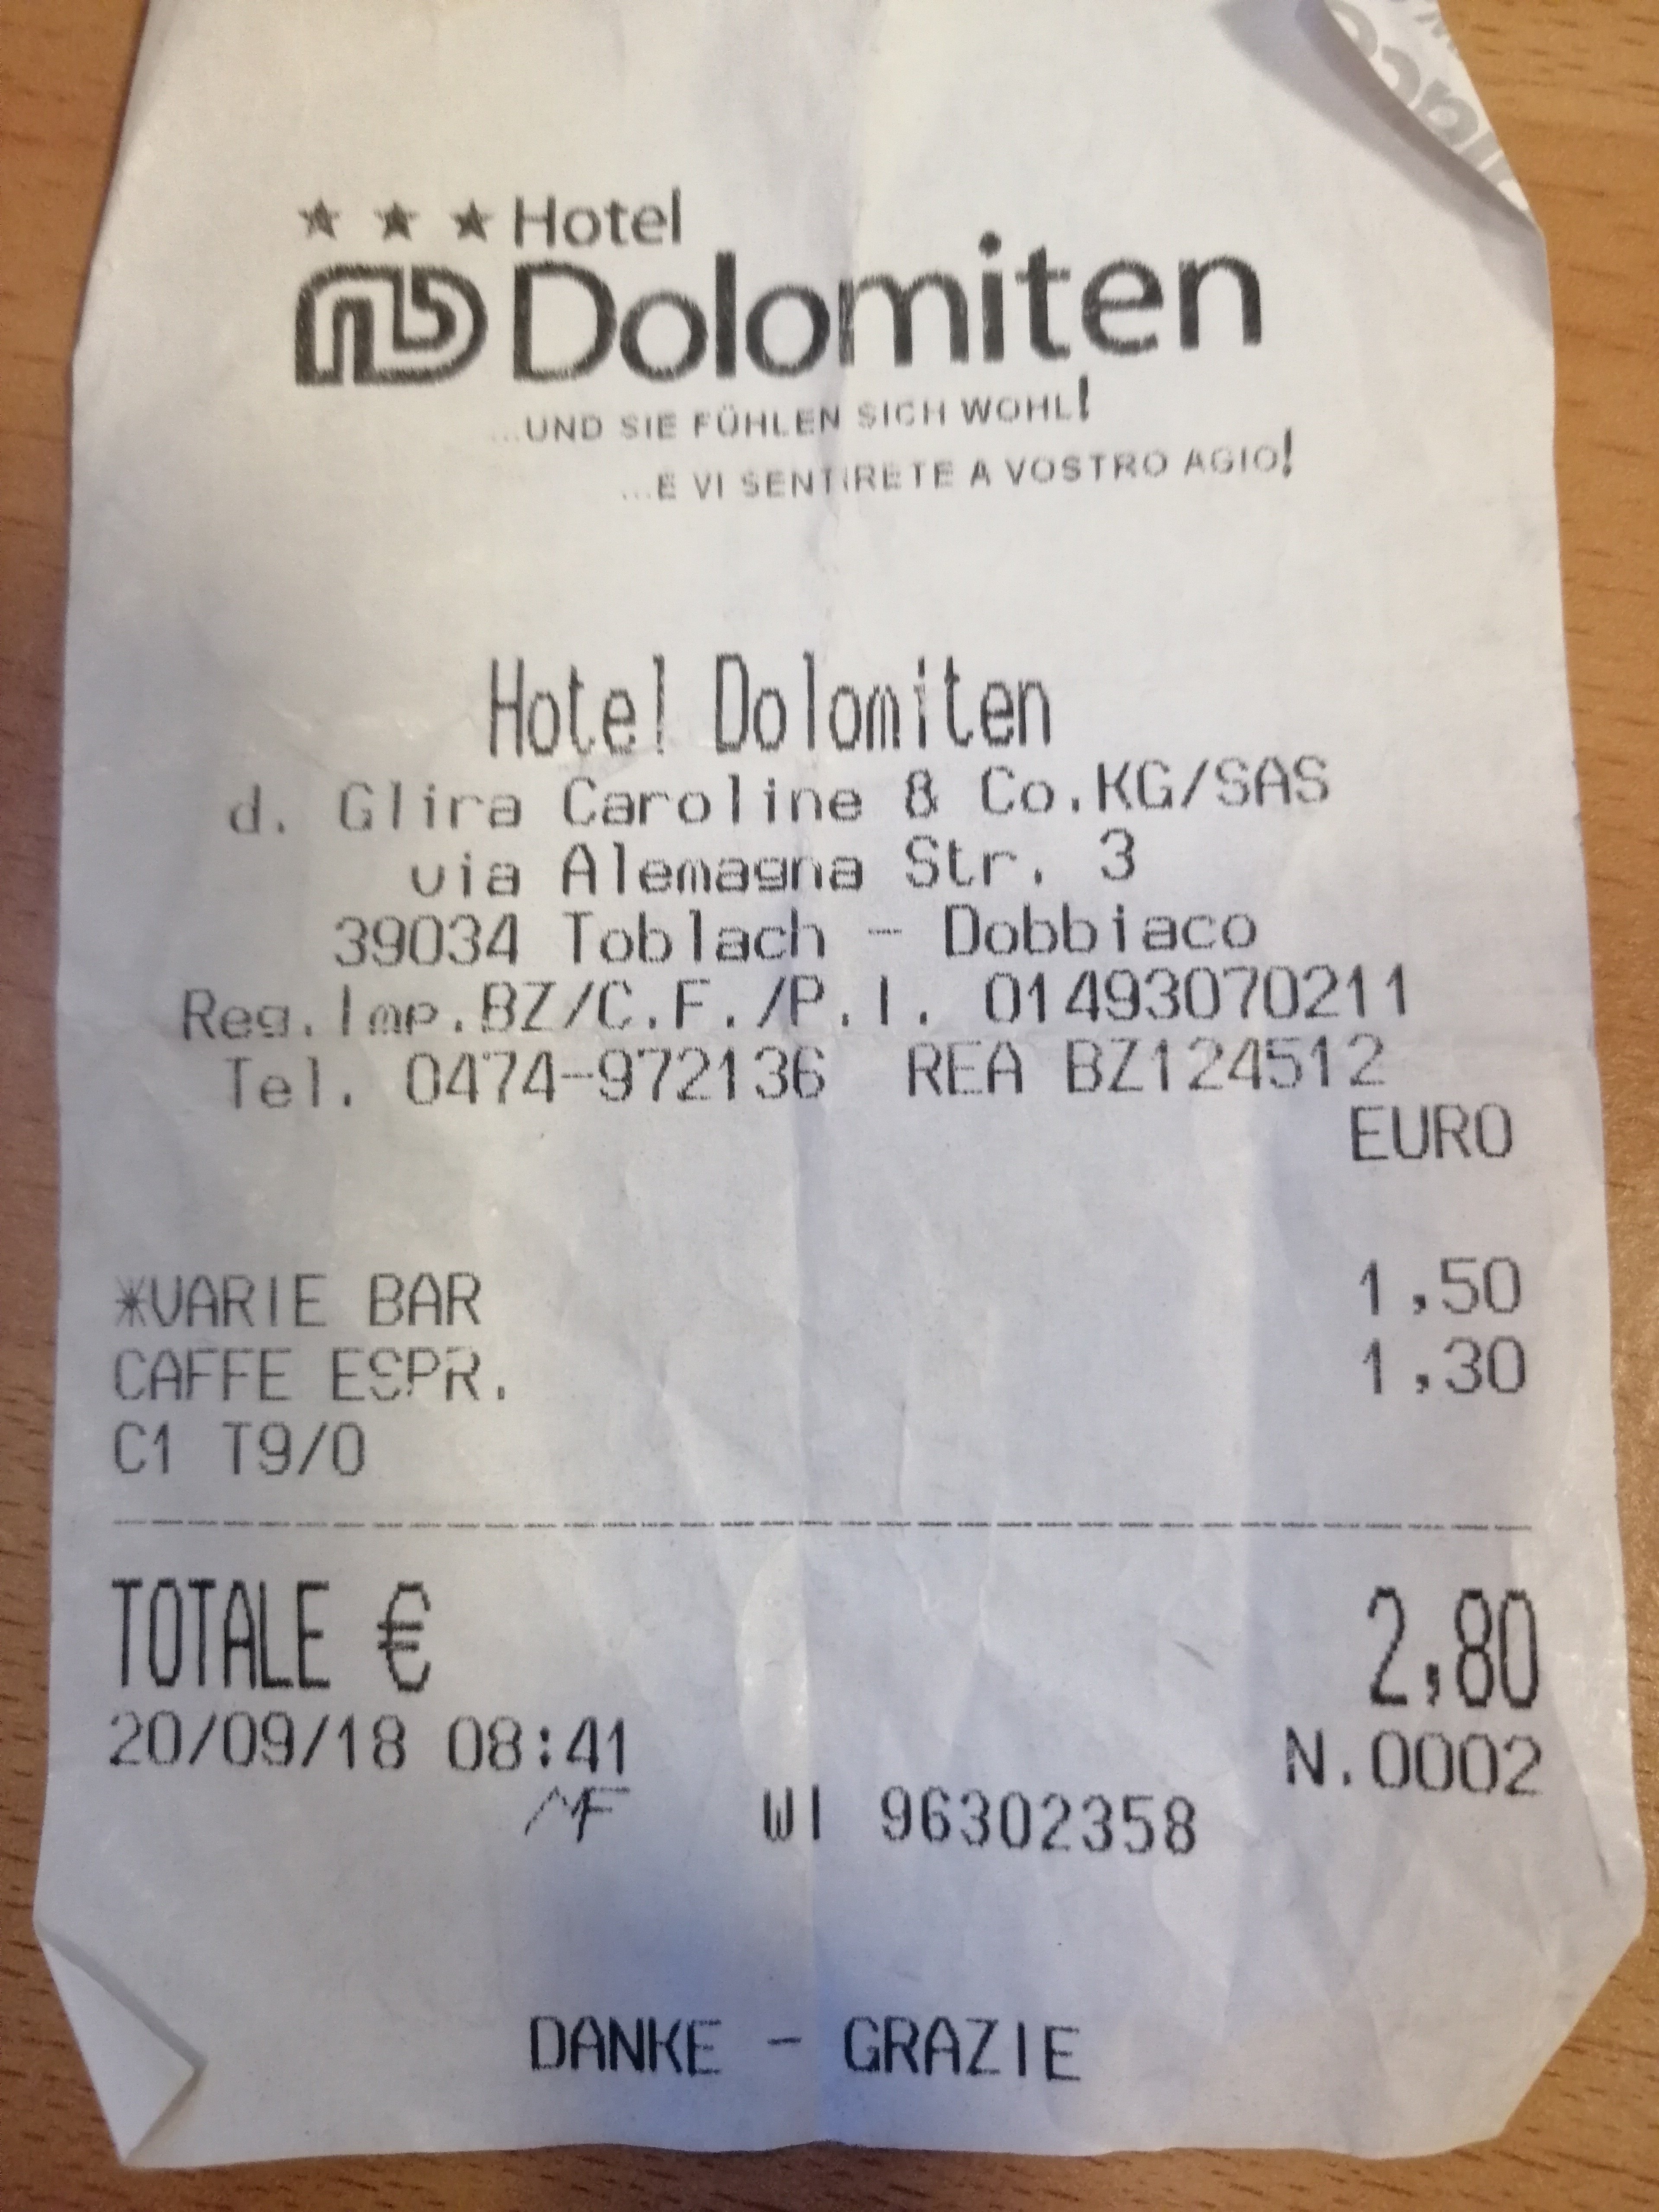 ★ ★ ★ Hotel
Dolomiten
...UND SIE FÜHLEN SICH WOHL!
...E VI SENTIRETE A VOSTRO AGIO!
Hotel Dolomiten
d. Glira Caroline & Co.KG/SAS
via Alemagna Str. 3
39034 Toblach - Dobbiaco
Reg.Imp.BZ/C.F./P.I. 01493070211
Tel. 0474-972136 REA BZ124512
EURO
*VARIE BAR 1,50
CAFFE ESPR. 1,30
C1 T9/0
TOTALE € 2,80
20/09/18 08:41 N.0002
MF WI 96302358
DANKE - GRAZIE